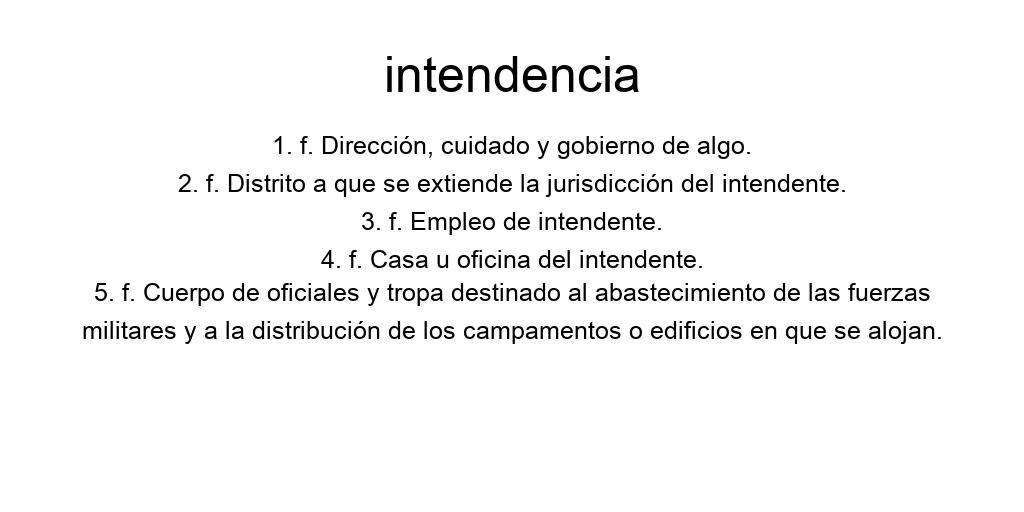 intendencia
1. f. Dirección, cuidado y gobierno de algo.
2. f. Distrito a que se extiende la jurisdicción del intendente.
3. f. Empleo de intendente.
4. f. Casa u oficina del intendente.
5. f. Cuerpo de oficiales y tropa destinado al abastecimiento de las fuerzas
militares y a la distribución de los campamentos o edificios en que se alojan.